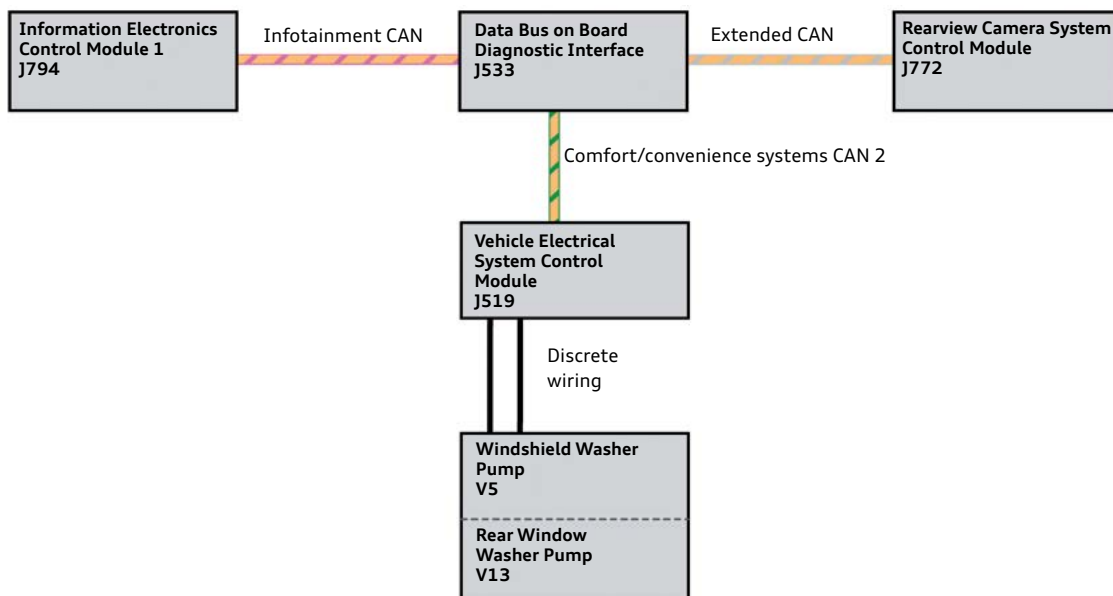 Information Electronics
Control Module 1
J794
Infotainment CAN
Data Bus on Board
Diagnostic Interface
J533
Extended CAN
Rearview Camera System
Control Module
J772
Comfort/convenience systems CAN 2
Vehicle Electrical
System Control
Module
J519
Discrete
wiring
Windshield Washer
Pump
V5
Rear Window
Washer Pump
V13